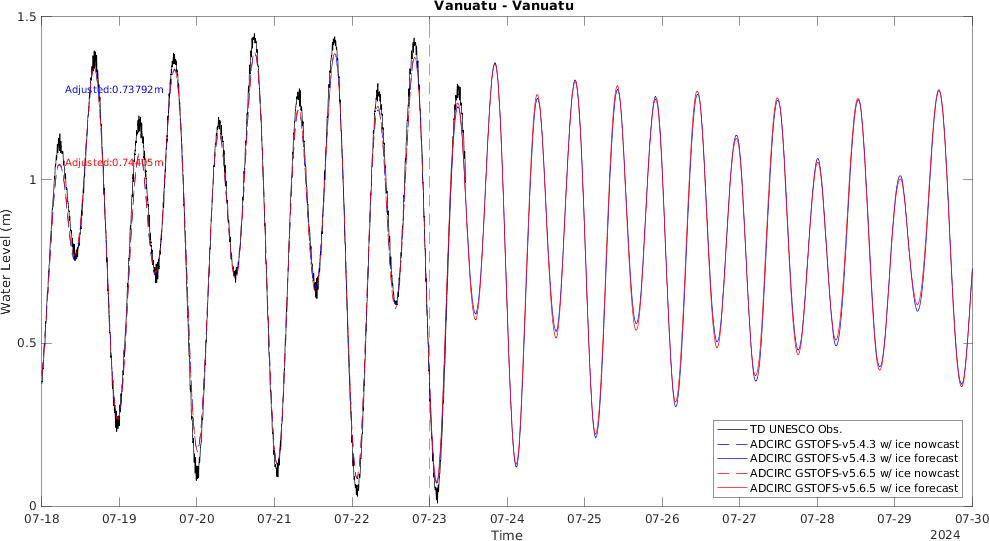 Vanuatu - Vanuatu
1.5
1
0.5
0
Water Level (m)
Adjusted:0.73792m
Adjusted:0.74405m
TD UNESCO Obs.
ADCIRC GSTOFS-v5.4.3 w/ ice nowcast
ADCIRC GSTOFS-v5.4.3 w/ ice forecast
ADCIRC GSTOFS-v5.6.5 w/ ice nowcast
ADCIRC GSTOFS-v5.6.5 w/ ice forecast
07-18 07-19 07-20 07-21 07-22 07-23 07-24 07-25 07-26 07-27 07-28 07-29 07-30
Time
2024